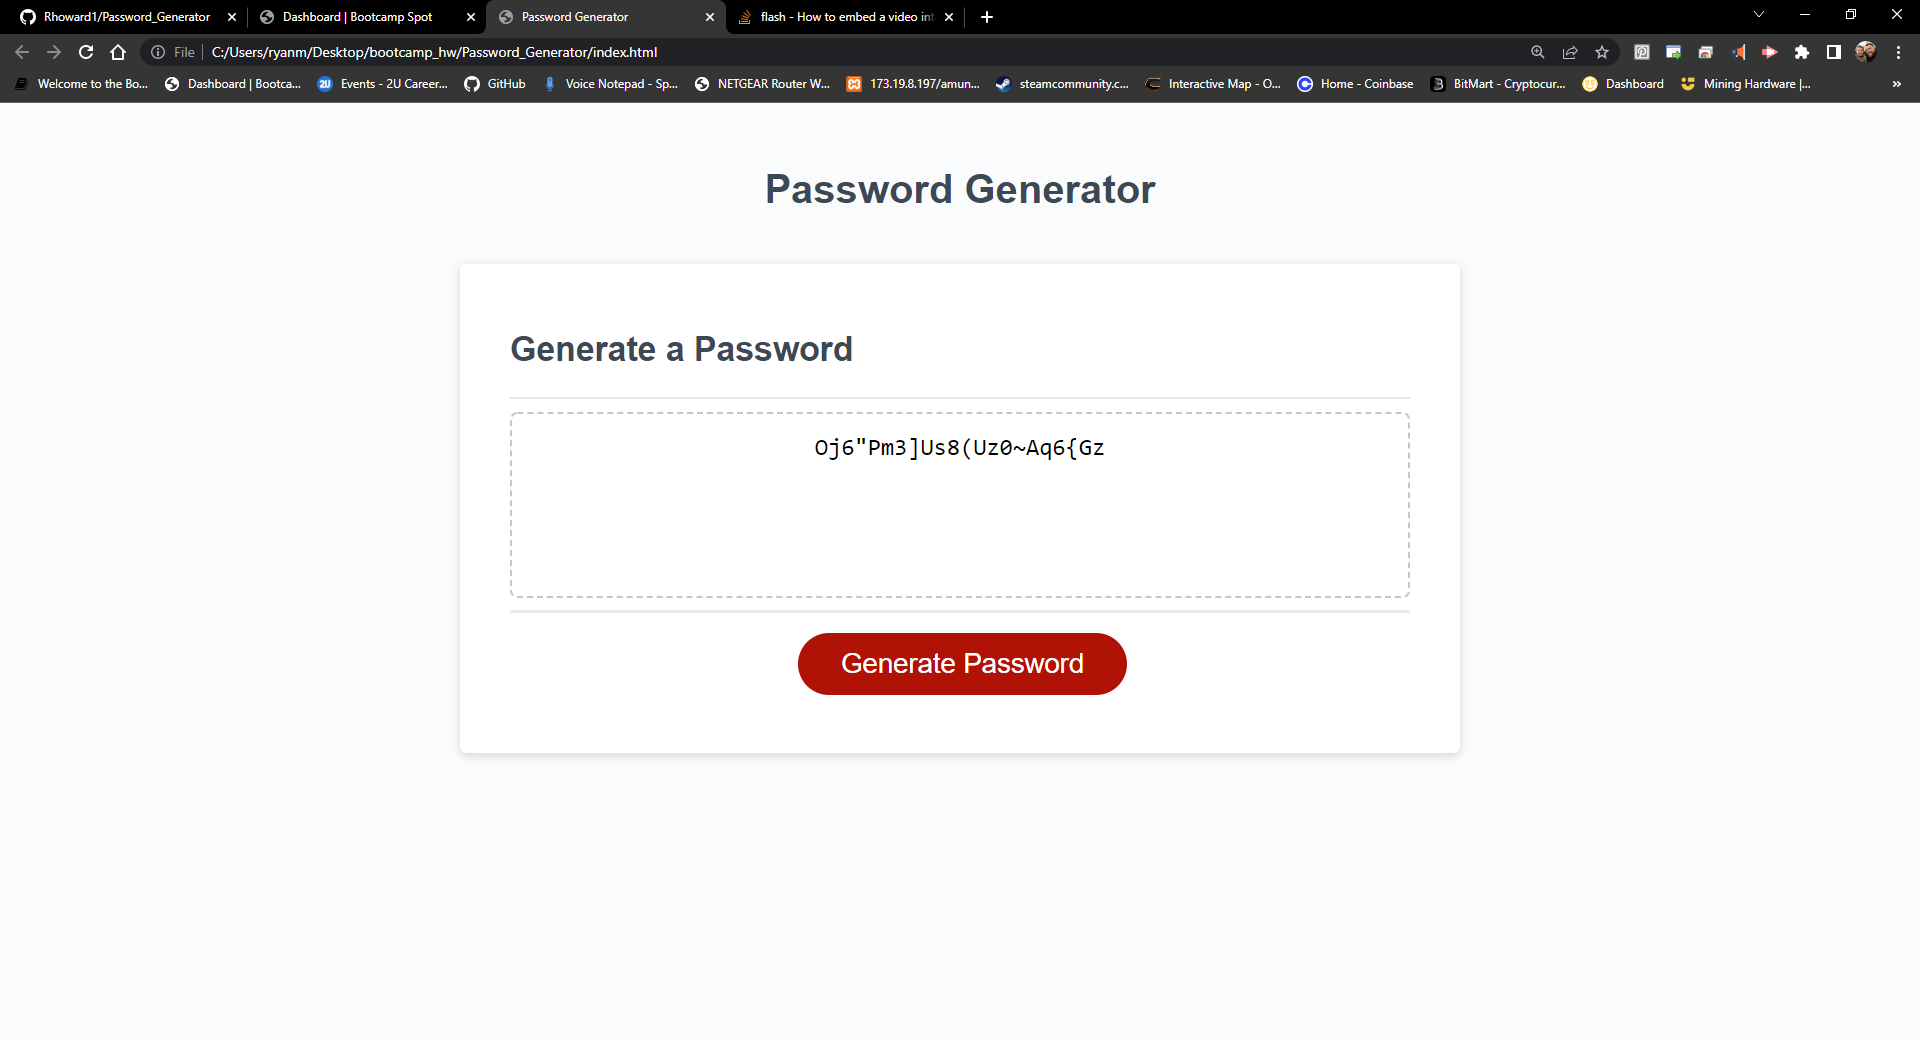 Rhoward1/Password_Generator
Dashboard | Bootcamp Spot
Password Generator
flash - How to embed a video int
File
C:/Users/ryanm/Desktop/bootcamp_hw/Password_Generator/index.html
Welcome to the Bo...
Dashboard | Bootca...
2U
Events - 2U Career...
GitHub
Voice Notepad - Sp...
NETGEAR Router W...
173.19.8.197/amun...
steamcommunity.c...
Interactive Map - O...
Home - Coinbase
BitMart - Cryptocur...
Dashboard
Mining Hardware |...
»
Password Generator
Generate a Password
Oj6"Pm3]Us8(Uz0~Aq6{Gz
Generate Password